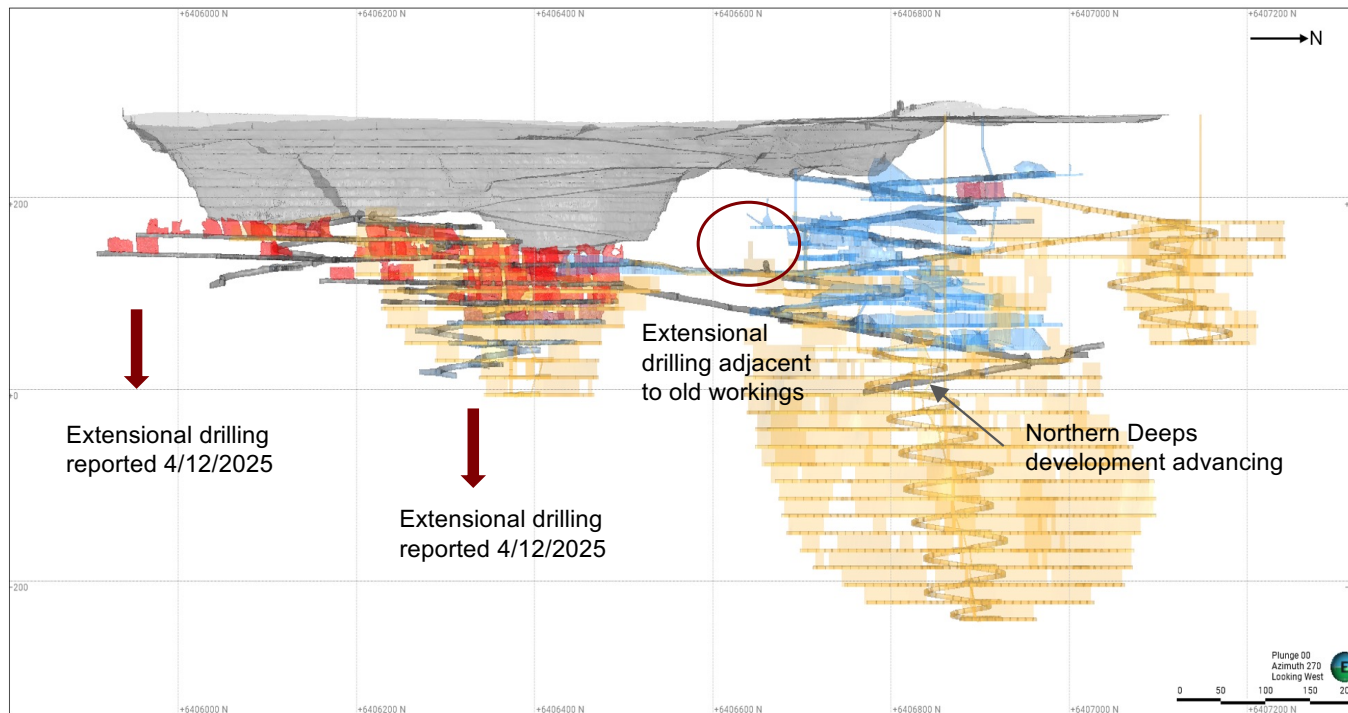 +6406000 N
+6406200 N
+6406400 N
+6406600 N
+6406800 N
+6407000 N
+6407200 N
N
+200
Extensional
drilling adjacent
to old workings
+0
Extensional drilling
reported 4/12/2025
Northern Deeps
development advancing
Extensional drilling
reported 4/12/2025
+200
Plunge 00
Azimuth 270
Looking West
E
0 50 100 150 20
+6406000 N
+6406200 N
+6406400 N
+6406600 N
+6406800 N
+6407000 N
+6407200 N